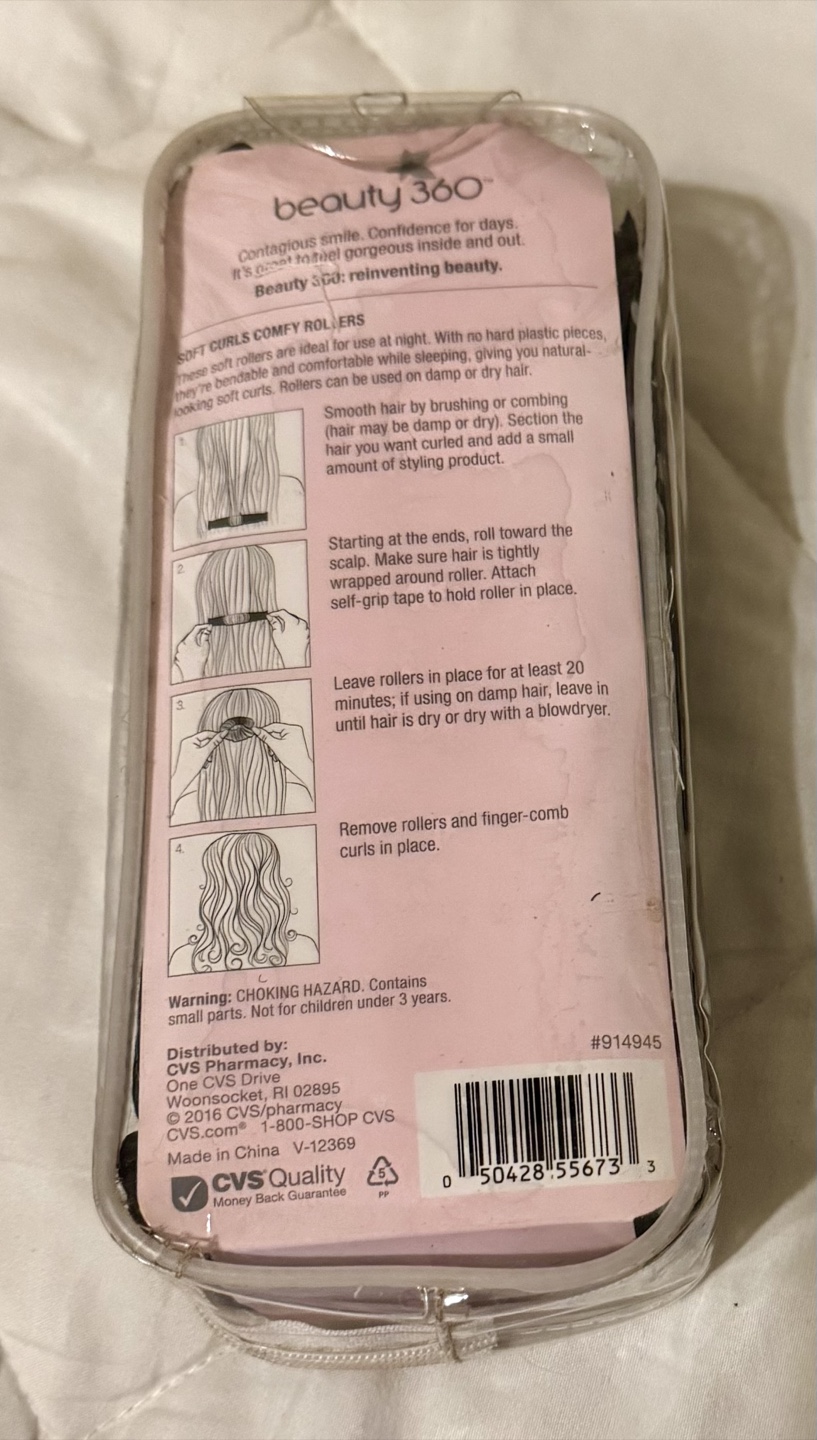 beauty 360™
Contagious smile. Confidence for days.
It's great to feel gorgeous inside and out.
Beauty 360: reinventing beauty.
SOFT CURLS COMFY ROLLERS
These soft rollers are ideal for use at night. With no hard plastic pieces,
they're bendable and comfortable while sleeping, giving you natural-
looking soft curls. Rollers can be used on damp or dry hair.
1.
Smooth hair by brushing or combing
(hair may be damp or dry). Section the
hair you want curled and add a small
amount of styling product.
2.
Starting at the ends, roll toward the
scalp. Make sure hair is tightly
wrapped around roller. Attach
self-grip tape to hold roller in place.
3.
Leave rollers in place for at least 20
minutes; if using on damp hair, leave in
until hair is dry or dry with a blowdryer.
4.
Remove rollers and finger-comb
curls in place.
Warning: CHOKING HAZARD. Contains
small parts. Not for children under 3 years.
Distributed by:
CVS Pharmacy, Inc.
One CVS Drive
Woonsocket, RI 02895
© 2016 CVS/pharmacy
CVS.com® 1-800-SHOP CVS
Made in China V-12369
CVS Quality
Money Back Guarantee
5
PP
#914945
0 50428 55673 3